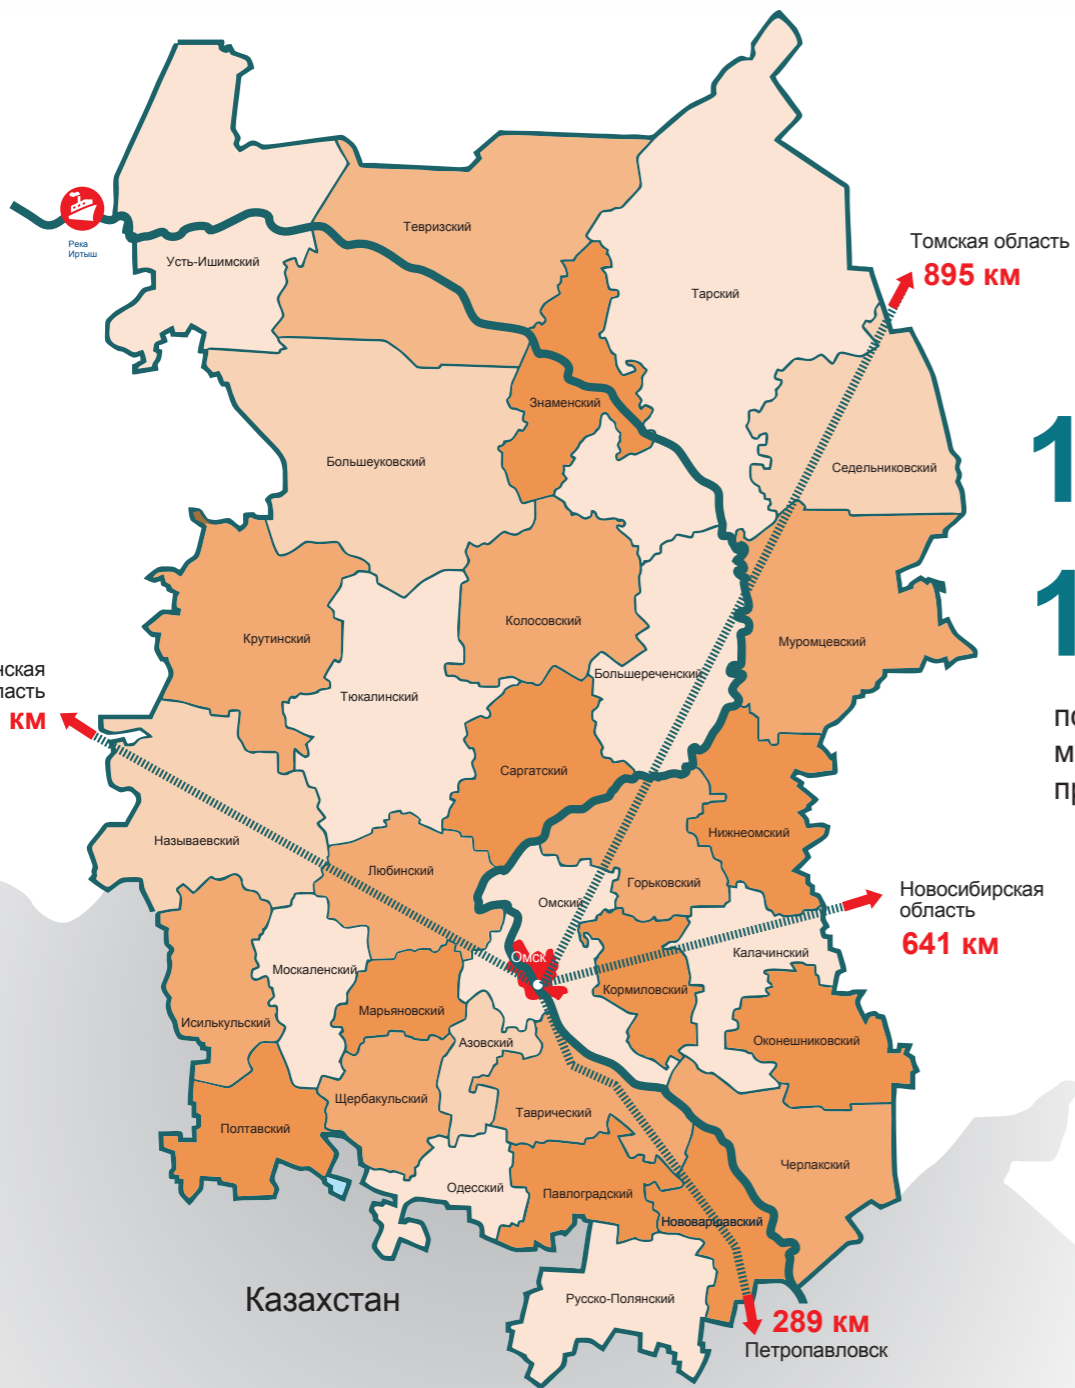 Река
Иртыш
Усть-Ишимский
Тевризский
Тарский
Томская область
895 км
Знаменский
Большеуковский
Седельниковский
1
Колосовский
Крутинский
Муромцевский
1
Большереченский
Тюкалинский
км
Саргатский
Нижнеомский
Называевский
Любинский
Горьковский
Омский
Новосибирская
область
641 км
Калачинский
Омск
Москаленский
Кормиловский
Марьяновский
Исилькульский
Азовский
Оконешниковский
Щербакульский
Таврический
Полтавский
Черлакский
Одесский
Павлоградский
Нововаршавский
Казахстан
Русско-Полянский
289 км
Петропавловск